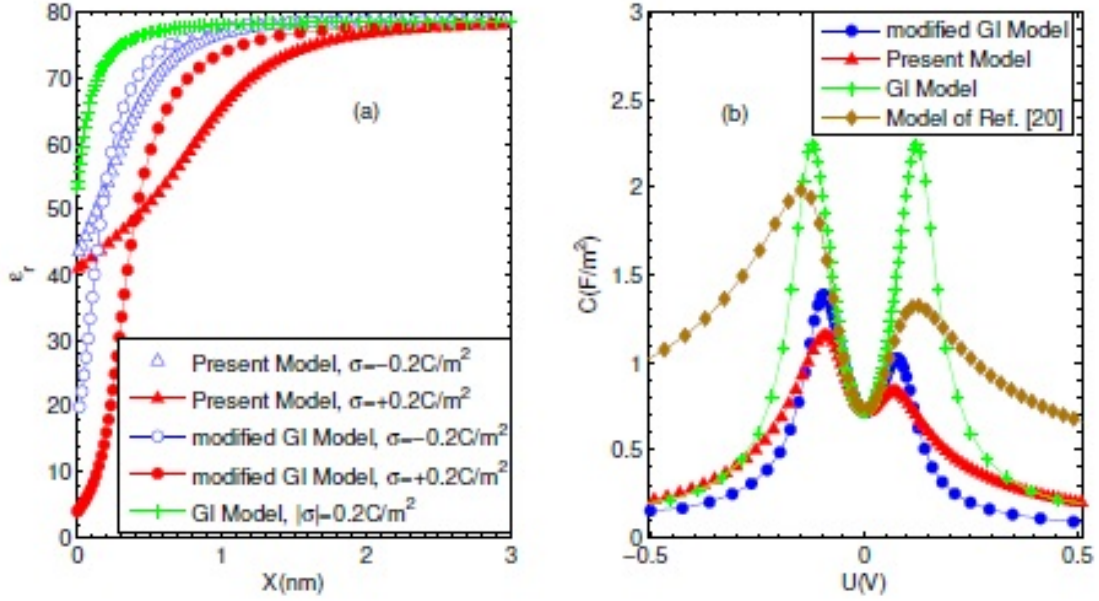 80
70
60
50
40
30
20
10
0
εr
(a)
Present Model, σ=−0.2C/m²
Present Model, σ=+0.2C/m²
modified GI Model, σ=−0.2C/m²
modified GI Model, σ=+0.2C/m²
GI Model, |σ|=0.2C/m²
0
1
2
3
X(nm)
3
2.5
2
1.5
1
0.5
0
C(F/m²)
(b)
modified GI Model
Present Model
GI Model
Model of Ref. [20]
−0.5
0
0.5
U(V)